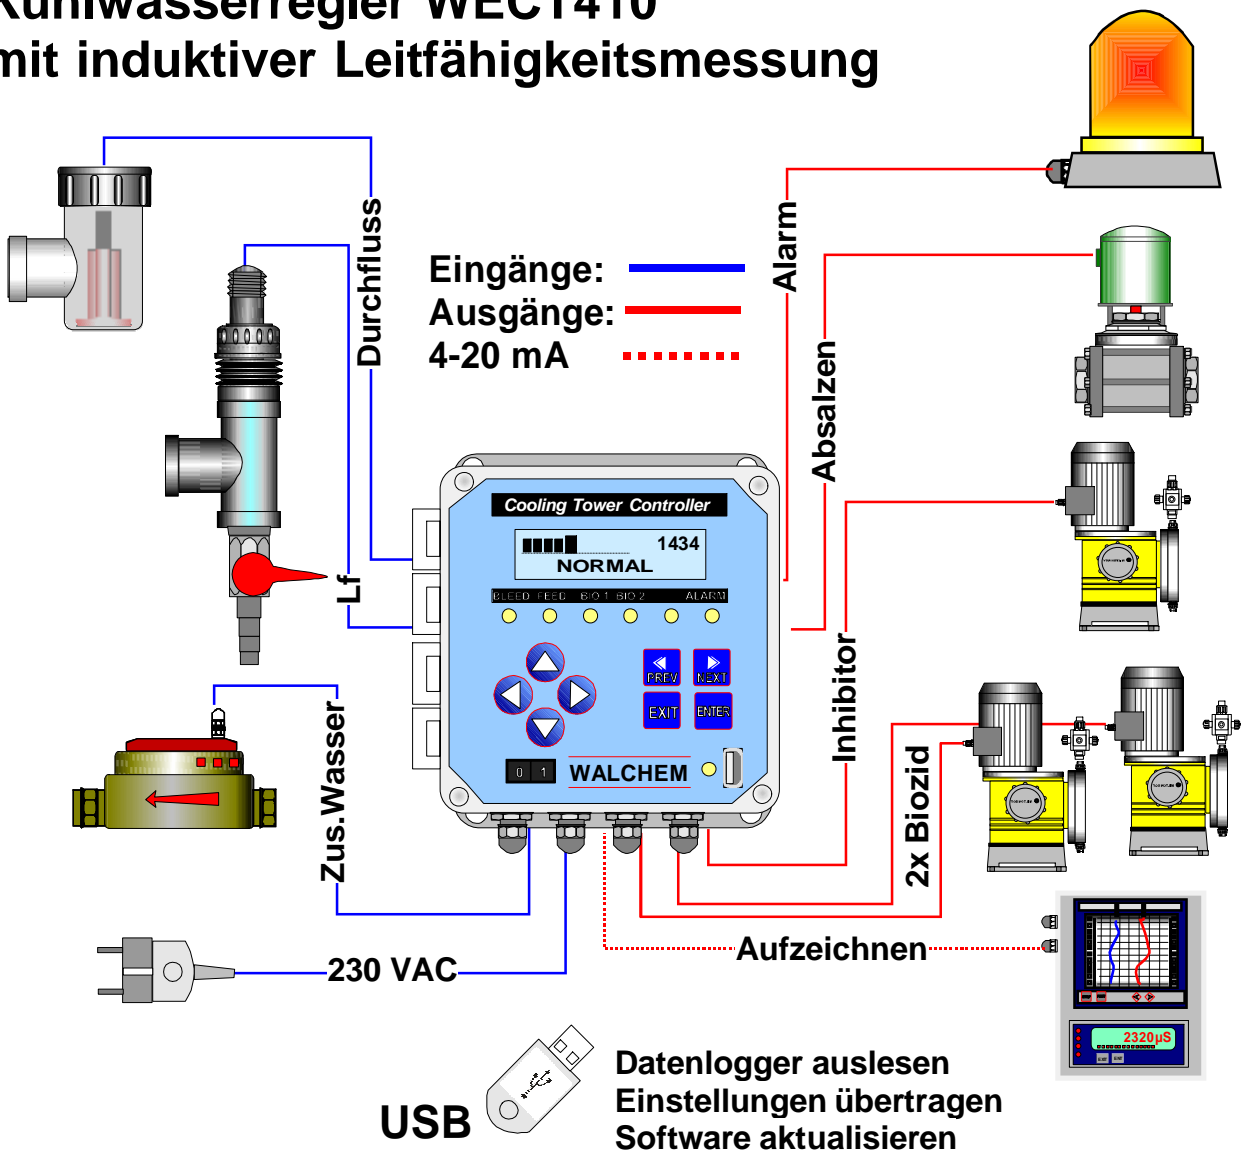 Kühlwasserregler WECT410
mit induktiver Leitfähigkeitsmessung
Durchfluss
Eingänge:
Ausgänge:
4-20 mA
Alarm
Absalzen
Cooling Tower Controller
1434
NORMAL
BLEED FEED BIO 1 BIO 2 ALARM
Lf
PREV NEXT
EXIT ENTER
0 1 WALCHEM
Inhibitor
Zus.Wasser
2x Biozid
Aufzeichnen
230 VAC
2320µS
USB
Datenlogger auslesen
Einstellungen übertragen
Software aktualisieren